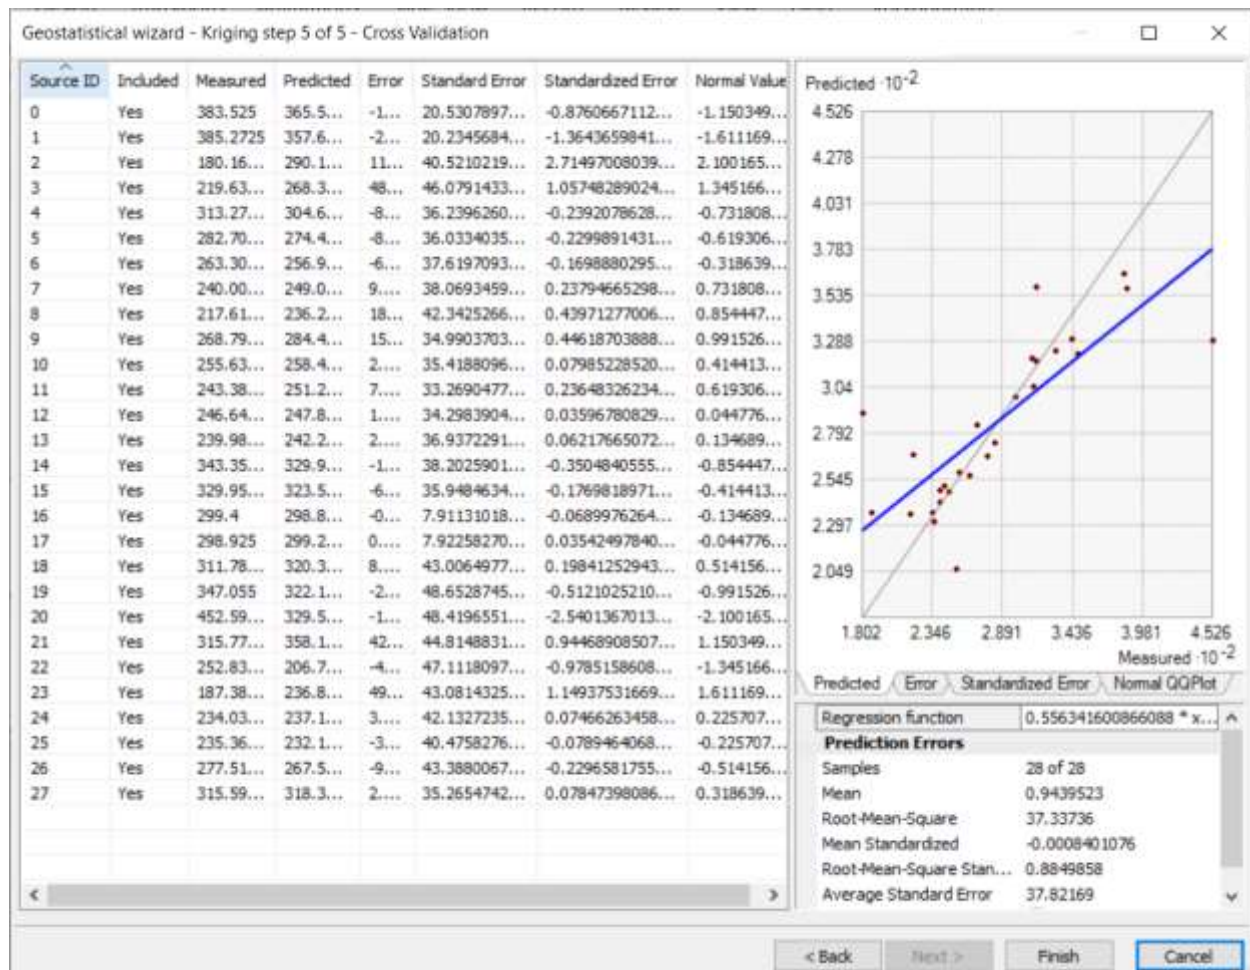 Geostatistical wizard - Kriging step 5 of 5 - Cross Validation
Source ID Included Measured Predicted Error Standard Error Standardized Error Normal Value
0 Yes 383.525 365.5... -1... 20.5307897... -0.8760667112... -1.150349...
1 Yes 385.2725 357.6... -2... 20.2345684... -1.3643659841... -1.611169...
2 Yes 180.16... 290.1... 11... 40.5210219... 2.71497008039... 2.100165...
3 Yes 219.63... 268.3... 48... 46.0791433... 1.05748289024... 1.345166...
4 Yes 313.27... 304.6... -8... 36.2396260... -0.2392078628... -0.731808...
5 Yes 282.70... 274.4... -8... 36.0334035... -0.2299891431... -0.619306...
6 Yes 263.30... 256.9... -6... 37.6197093... -0.1698880295... -0.318639...
7 Yes 240.00... 249.0... 9.... 38.0693459... 0.23794665298... 0.731808...
8 Yes 217.61... 236.2... 18... 42.3425266... 0.43971277006... 0.854447...
9 Yes 268.79... 284.4... 15... 34.9903703... 0.44618703888... 0.991526...
10 Yes 255.63... 258.4... 2.... 35.4188096... 0.07985228520... 0.414413...
11 Yes 243.38... 251.2... 7.... 33.2690477... 0.23648326234... 0.619306...
12 Yes 246.64... 247.8... 1.... 34.2983904... 0.03596780829... 0.044776...
13 Yes 239.98... 242.2... 2.... 36.9372291... 0.06217665072... 0.134689...
14 Yes 343.35... 329.9... -1... 38.2025901... -0.3504840555... -0.854447...
15 Yes 329.95... 323.5... -6... 35.9484634... -0.1769818971... -0.414413...
16 Yes 299.4 298.8... -0... 7.91131018... -0.0689976264... -0.134689...
17 Yes 298.925 299.2... 0.... 7.92258270... 0.03542497840... -0.044776...
18 Yes 311.78... 320.3... 8.... 43.0064977... 0.19841252943... 0.514156...
19 Yes 347.055 322.1... -2... 48.6528745... -0.5121025210... -0.991526...
20 Yes 452.59... 329.5... -1... 48.4196551... -2.5401367013... -2.100165...
21 Yes 315.77... 358.1... 42... 44.8148831... 0.94468908507... 1.150349...
22 Yes 252.83... 206.7... -4... 47.1118097... -0.9785158608... -1.345166...
23 Yes 187.38... 236.8... 49... 43.0814325... 1.14937531669... 1.611169...
24 Yes 234.03... 237.1... 3.... 42.1327235... 0.07466263458... 0.225707...
25 Yes 235.36... 232.1... -3... 40.4758276... -0.0789464068... -0.225707...
26 Yes 277.51... 267.5... -9... 43.3880067... -0.2296581755... -0.514156...
27 Yes 315.59... 318.3... 2.... 35.2654742... 0.07847398086... 0.318639...
Predicted ·10-2
4.526
4.278
4.031
3.783
3.535
3.288
3.04
2.792
2.545
2.297
2.049
1.802 2.346 2.891 3.436 3.981 4.526
Measured ·10-2
Predicted Error Standardized Error Normal QQPlot
Regression function 0.556341600866088 * x...
Prediction Errors
Samples 28 of 28
Mean 0.9439523
Root-Mean-Square 37.33736
Mean Standardized -0.0008401076
Root-Mean-Square Stan... 0.8849858
Average Standard Error 37.82169
< Back Next > Finish Cancel